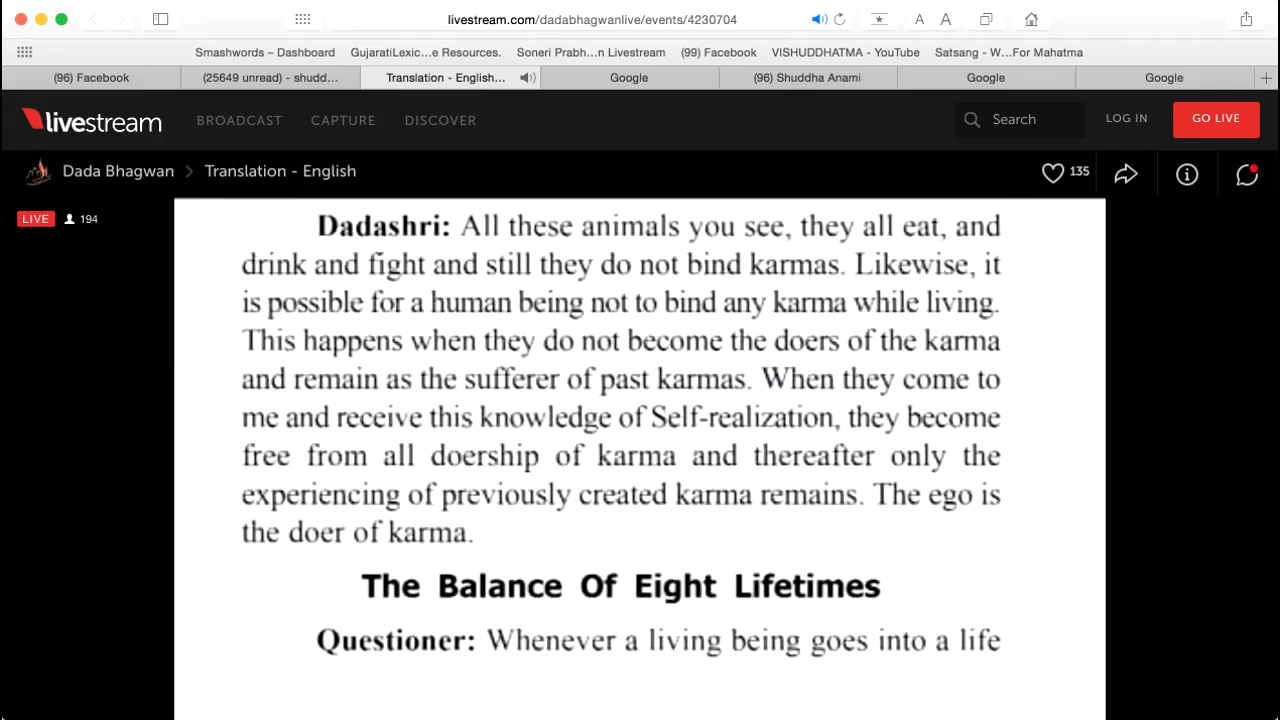 livestream.com/dadabhagwanlive/events/4230704
A A
Smashwords – Dashboard GujaratiLexic...e Resources. Soneri Prabh...n Livestream (99) Facebook VISHUDDHATMA - YouTube Satsang - W...For Mahatma
(96) Facebook (25649 unread) - shudd... Translation - English... Google (96) Shuddha Anami Google Google
livestream BROADCAST CAPTURE DISCOVER Search LOG IN GO LIVE
Dada Bhagwan > Translation - English 135
LIVE 194
Dadashri: All these animals you see, they all eat, and
drink and fight and still they do not bind karmas. Likewise, it
is possible for a human being not to bind any karma while living.
This happens when they do not become the doers of the karma
and remain as the sufferer of past karmas. When they come to
me and receive this knowledge of Self-realization, they become
free from all doership of karma and thereafter only the
experiencing of previously created karma remains. The ego is
the doer of karma.
The Balance Of Eight Lifetimes
Questioner: Whenever a living being goes into a life